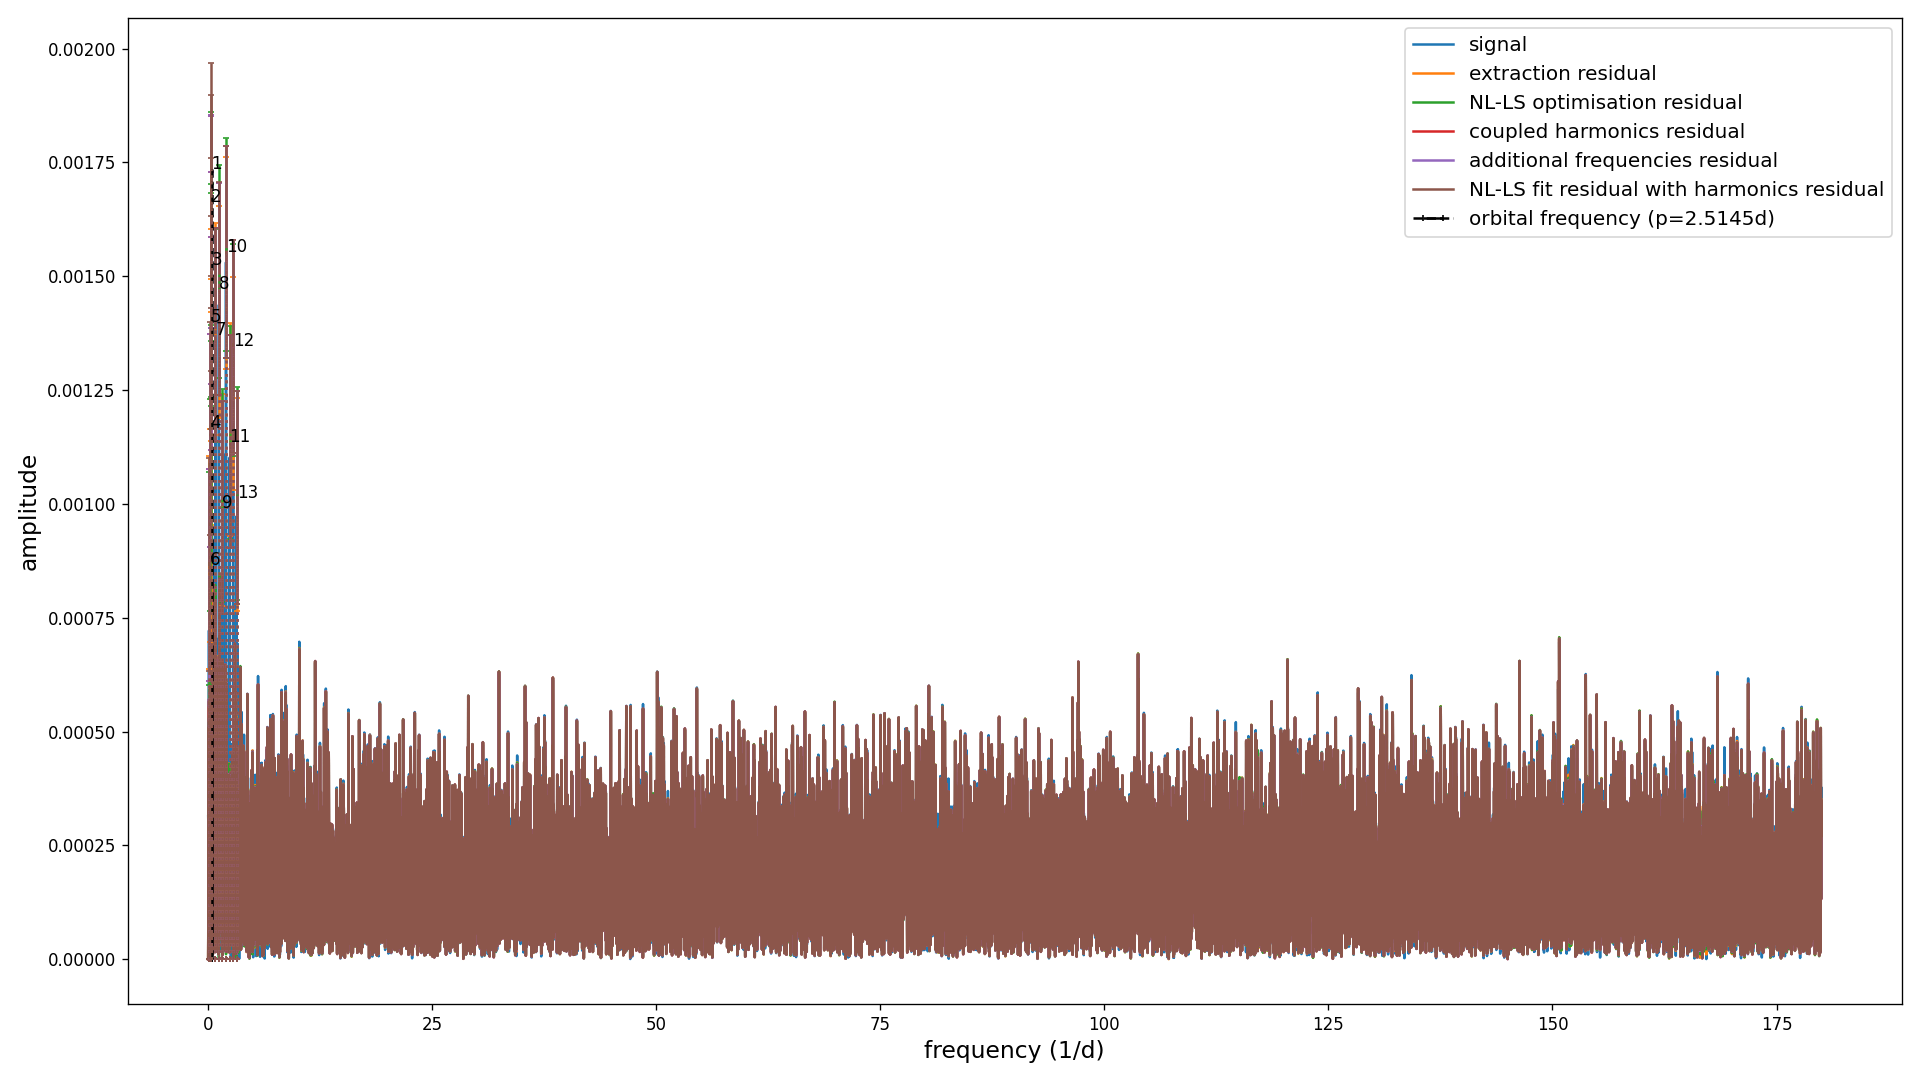 signal
extraction residual
NL-LS optimisation residual
coupled harmonics residual
additional frequencies residual
NL-LS fit residual with harmonics residual
orbital frequency (p=2.5145d)
0.00200
0.00175
0.00150
0.00125
0.00100
0.00075
0.00050
0.00025
0.00000
amplitude
1
2
10
3
8
5
7
12
4
11
13
9
6
0 25 50 75 100 125 150 175
frequency (1/d)